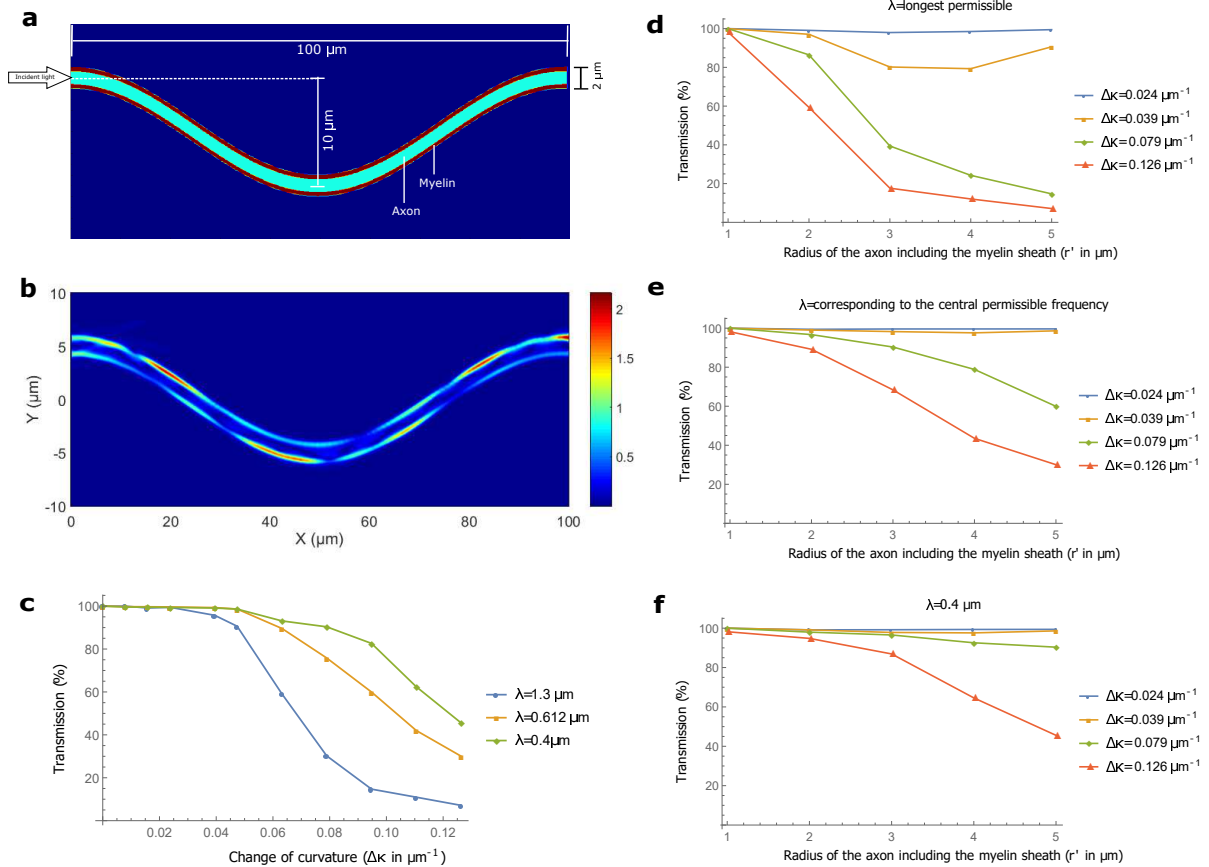 a
100 µm
Incident light
2 µm
10 µm
Myelin
Axon
b
10
5
0
-5
-10
Y (µm)
0
20
40
60
80
100
X (µm)
2
1.5
1
0.5
c
100
80
60
40
20
Transmission (%)
0.02
0.04
0.06
0.08
0.10
0.12
Change of curvature (Δκ in µm⁻¹)
λ=1.3 µm
λ=0.612 µm
λ=0.4µm
d
λ=longest permissible
100
80
60
40
20
Transmission (%)
1
2
3
4
5
Radius of the axon including the myelin sheath (r' in µm)
Δκ=0.024 µm⁻¹
Δκ=0.039 µm⁻¹
Δκ=0.079 µm⁻¹
Δκ=0.126 µm⁻¹
e
λ=corresponding to the central permissible frequency
100
80
60
40
20
Transmission (%)
1
2
3
4
5
Radius of the axon including the myelin sheath (r' in µm)
Δκ=0.024 µm⁻¹
Δκ=0.039 µm⁻¹
Δκ=0.079 µm⁻¹
Δκ=0.126 µm⁻¹
f
λ=0.4 µm
100
80
60
40
20
Transmission (%)
1
2
3
4
5
Radius of the axon including the myelin sheath (r' in µm)
Δκ=0.024 µm⁻¹
Δκ=0.039 µm⁻¹
Δκ=0.079 µm⁻¹
Δκ=0.126 µm⁻¹